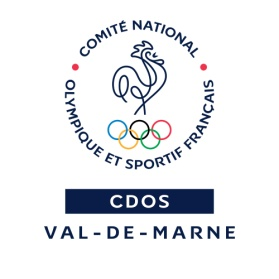 COMITÉ NATIONAL
OLYMPIQUE ET SPORTIF FRANÇAIS
CDOS
VAL-DE-MARNE